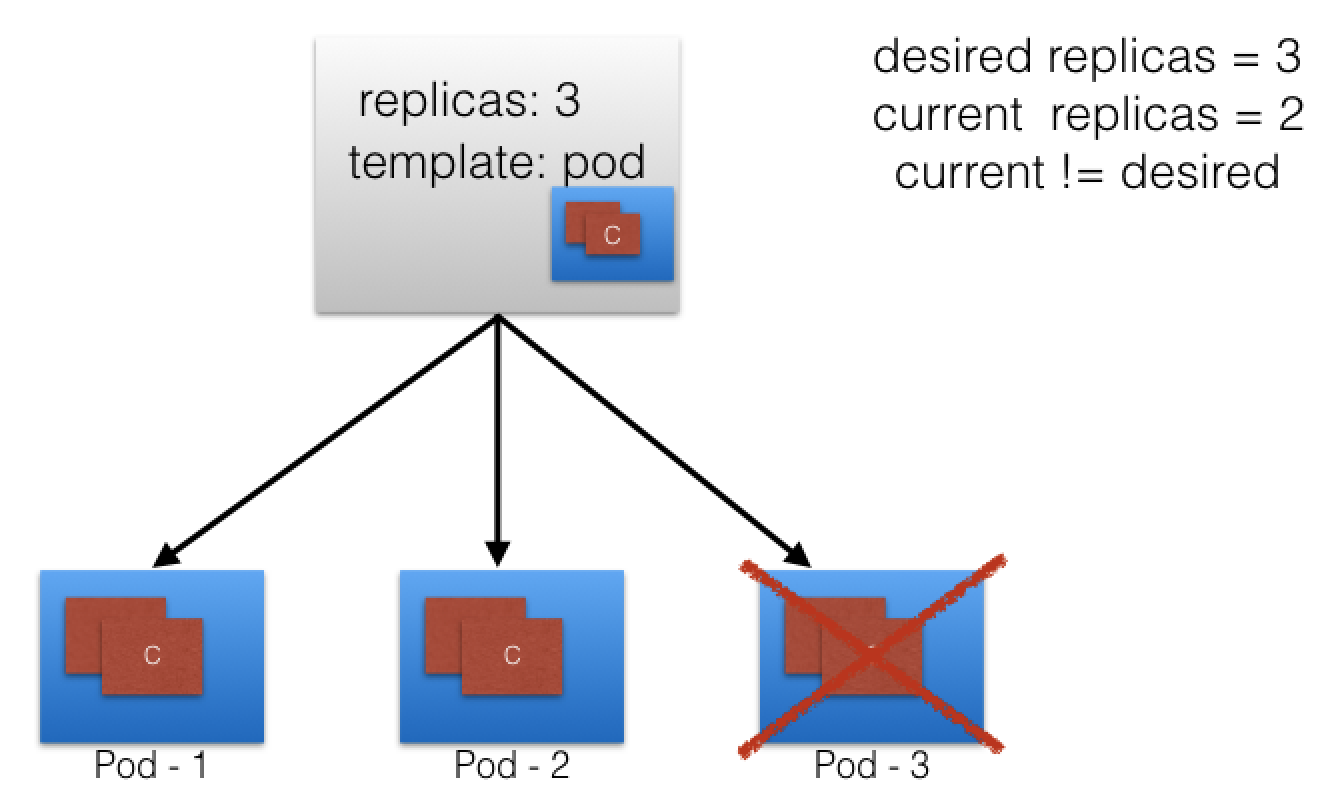 replicas: 3
template: pod
C
desired replicas = 3
current replicas = 2
current != desired
C
C
Pod - 1
Pod - 2
Pod - 3